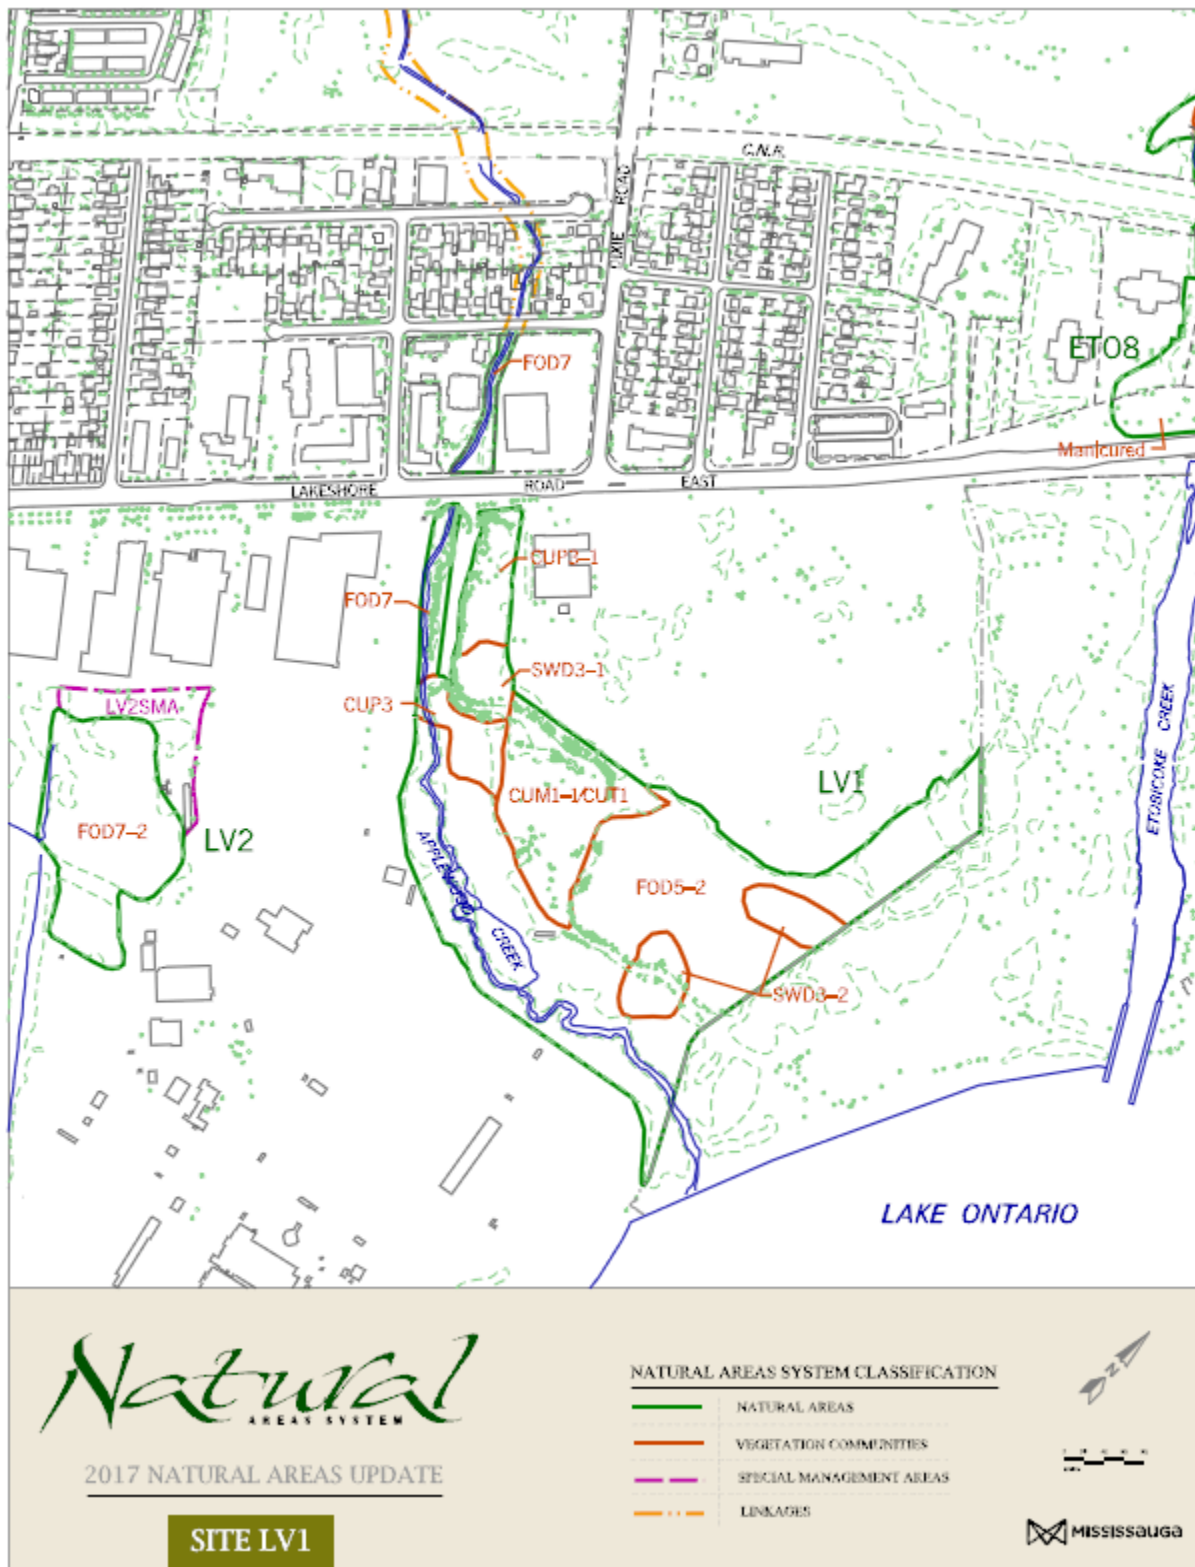 C.N.R.
DIXIE ROAD
FOD7
ETO8
Manicured
LAKESHORE ROAD EAST
CUP3-1
FOD7
SWD3-1
CUP3
LV2SMA
CUM1-1/CUT1
LV1
FOD7-2
LV2
FOD5-2
APPLEWOOD
CREEK
SWD3-2
ETOBICOKE CREEK
LAKE ONTARIO
Natural
AREAS SYSTEM
2017 NATURAL AREAS UPDATE
SITE LV1
NATURAL AREAS SYSTEM CLASSIFICATION
NATURAL AREAS
VEGETATION COMMUNITIES
SPECIAL MANAGEMENT AREAS
LINKAGES
N
MISSISSAUGA